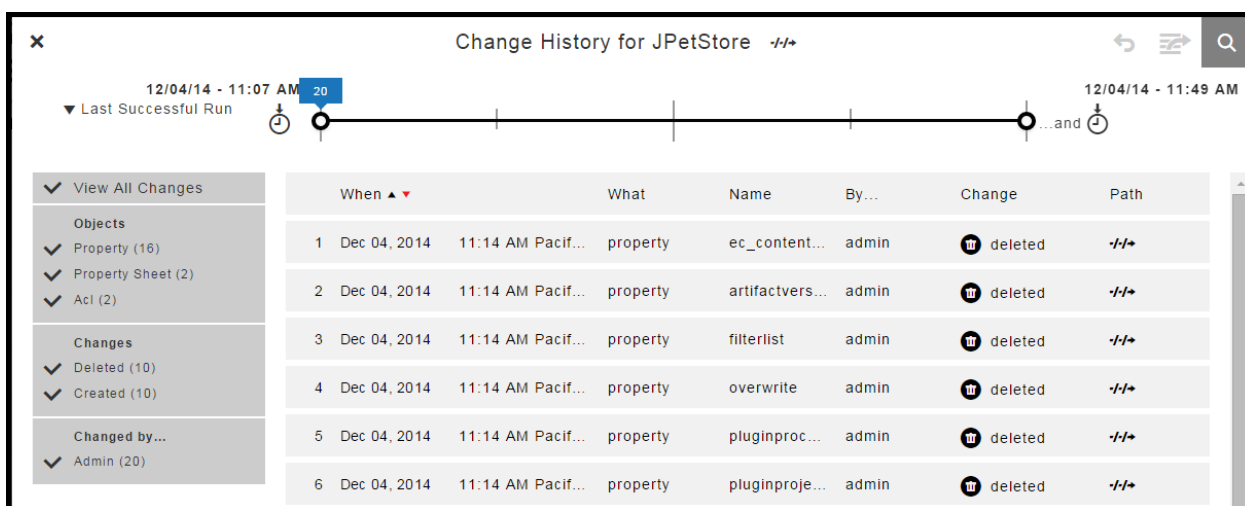 Change History for JPetStore
12/04/14 - 11:07 AM
20
12/04/14 - 11:49 AM
Last Successful Run
...and
View All Changes
Objects
Property (16)
Property Sheet (2)
Acl (2)
Changes
Deleted (10)
Created (10)
Changed by...
Admin (20)
When What Name By... Change Path
1 Dec 04, 2014 11:14 AM Pacif... property ec_content... admin deleted
2 Dec 04, 2014 11:14 AM Pacif... property artifactvers... admin deleted
3 Dec 04, 2014 11:14 AM Pacif... property filterlist admin deleted
4 Dec 04, 2014 11:14 AM Pacif... property overwrite admin deleted
5 Dec 04, 2014 11:14 AM Pacif... property pluginproc... admin deleted
6 Dec 04, 2014 11:14 AM Pacif... property pluginproje... admin deleted